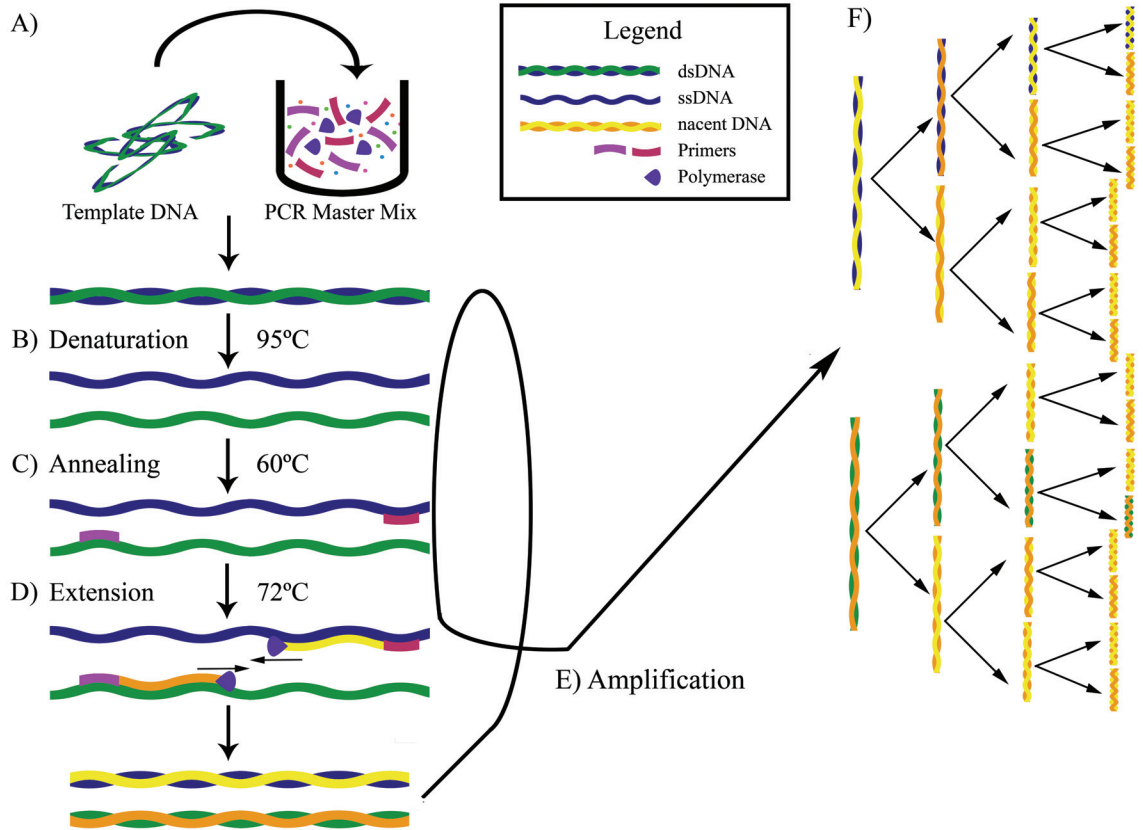 A)
Template DNA
PCR Master Mix
Legend
dsDNA
ssDNA
nacent DNA
Primers
Polymerase
B) Denaturation 95ºC
C) Annealing 60ºC
D) Extension 72ºC
E) Amplification
F)